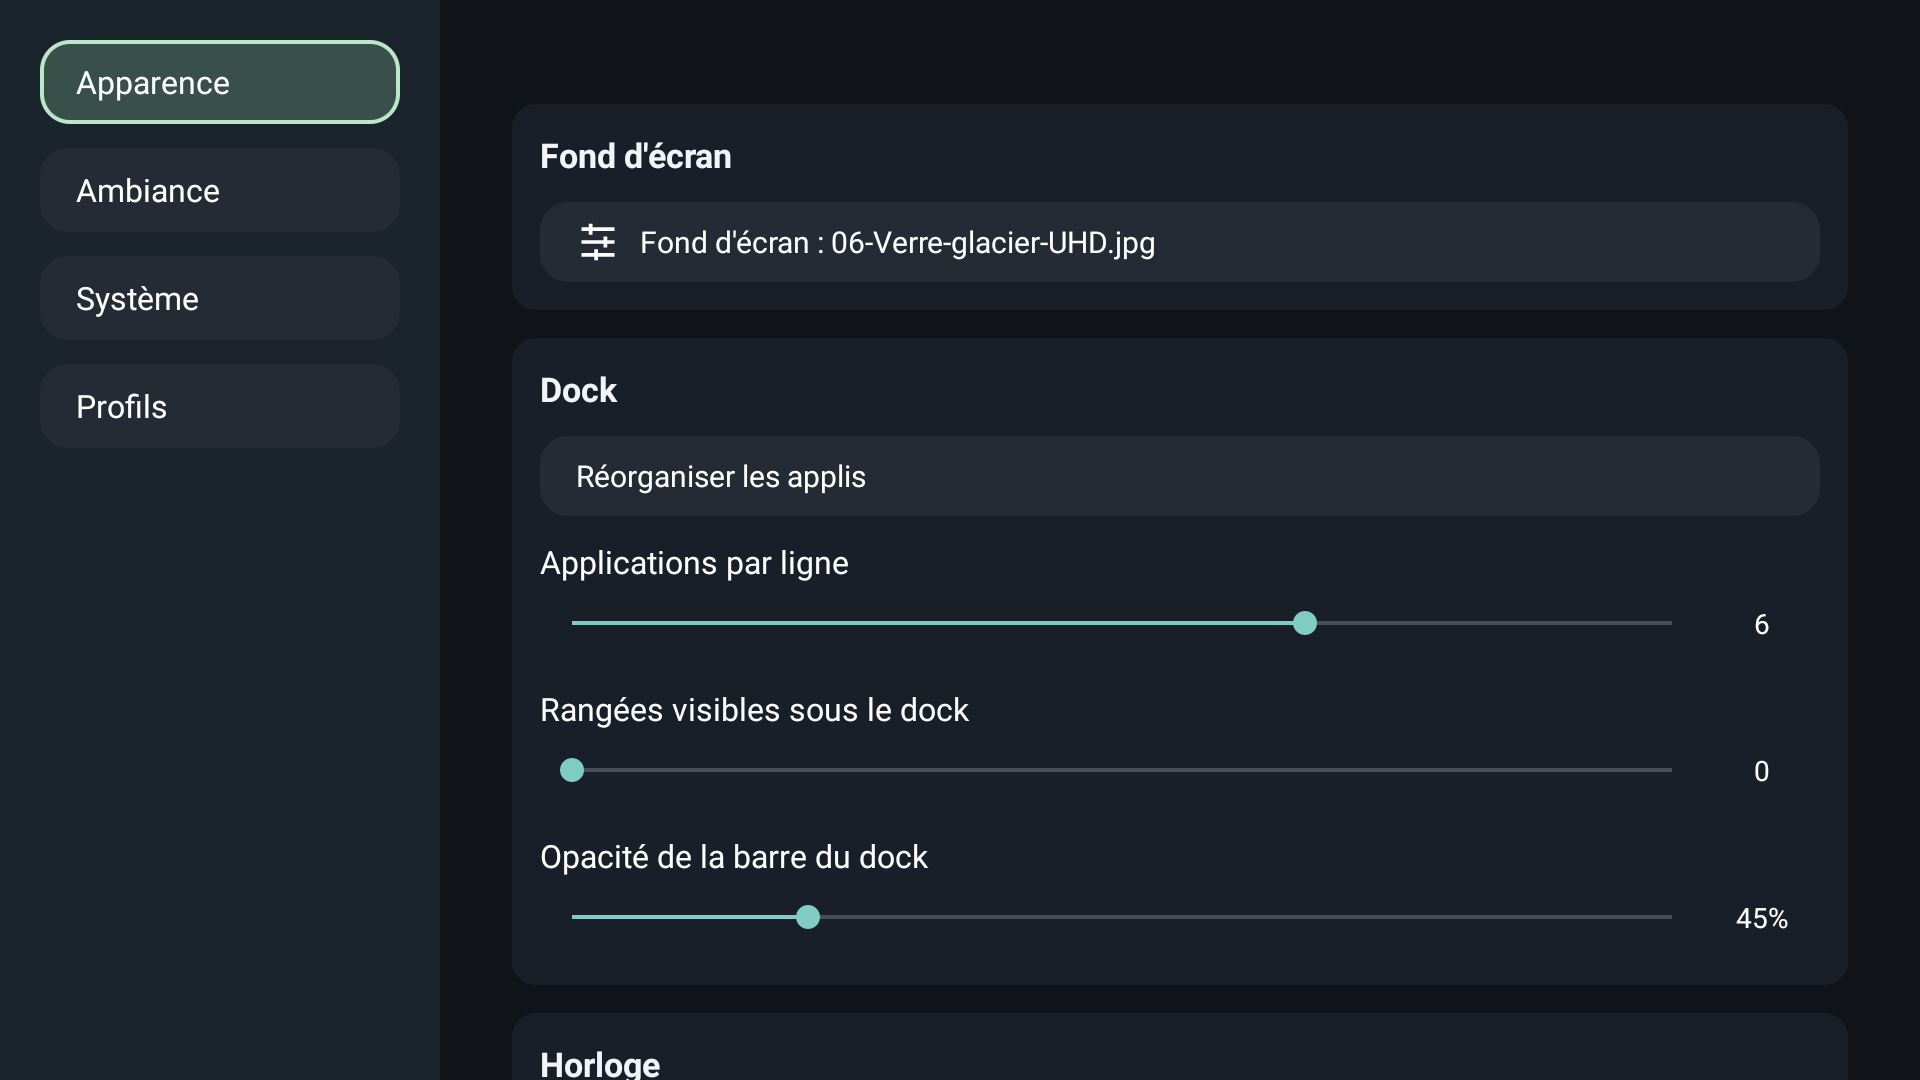 Apparence
Ambiance
Système
Profils
Fond d'écran
Fond d'écran : 06-Verre-glacier-UHD.jpg
Dock
Réorganiser les applis
Applications par ligne
6
Rangées visibles sous le dock
0
Opacité de la barre du dock
45%
Horloge